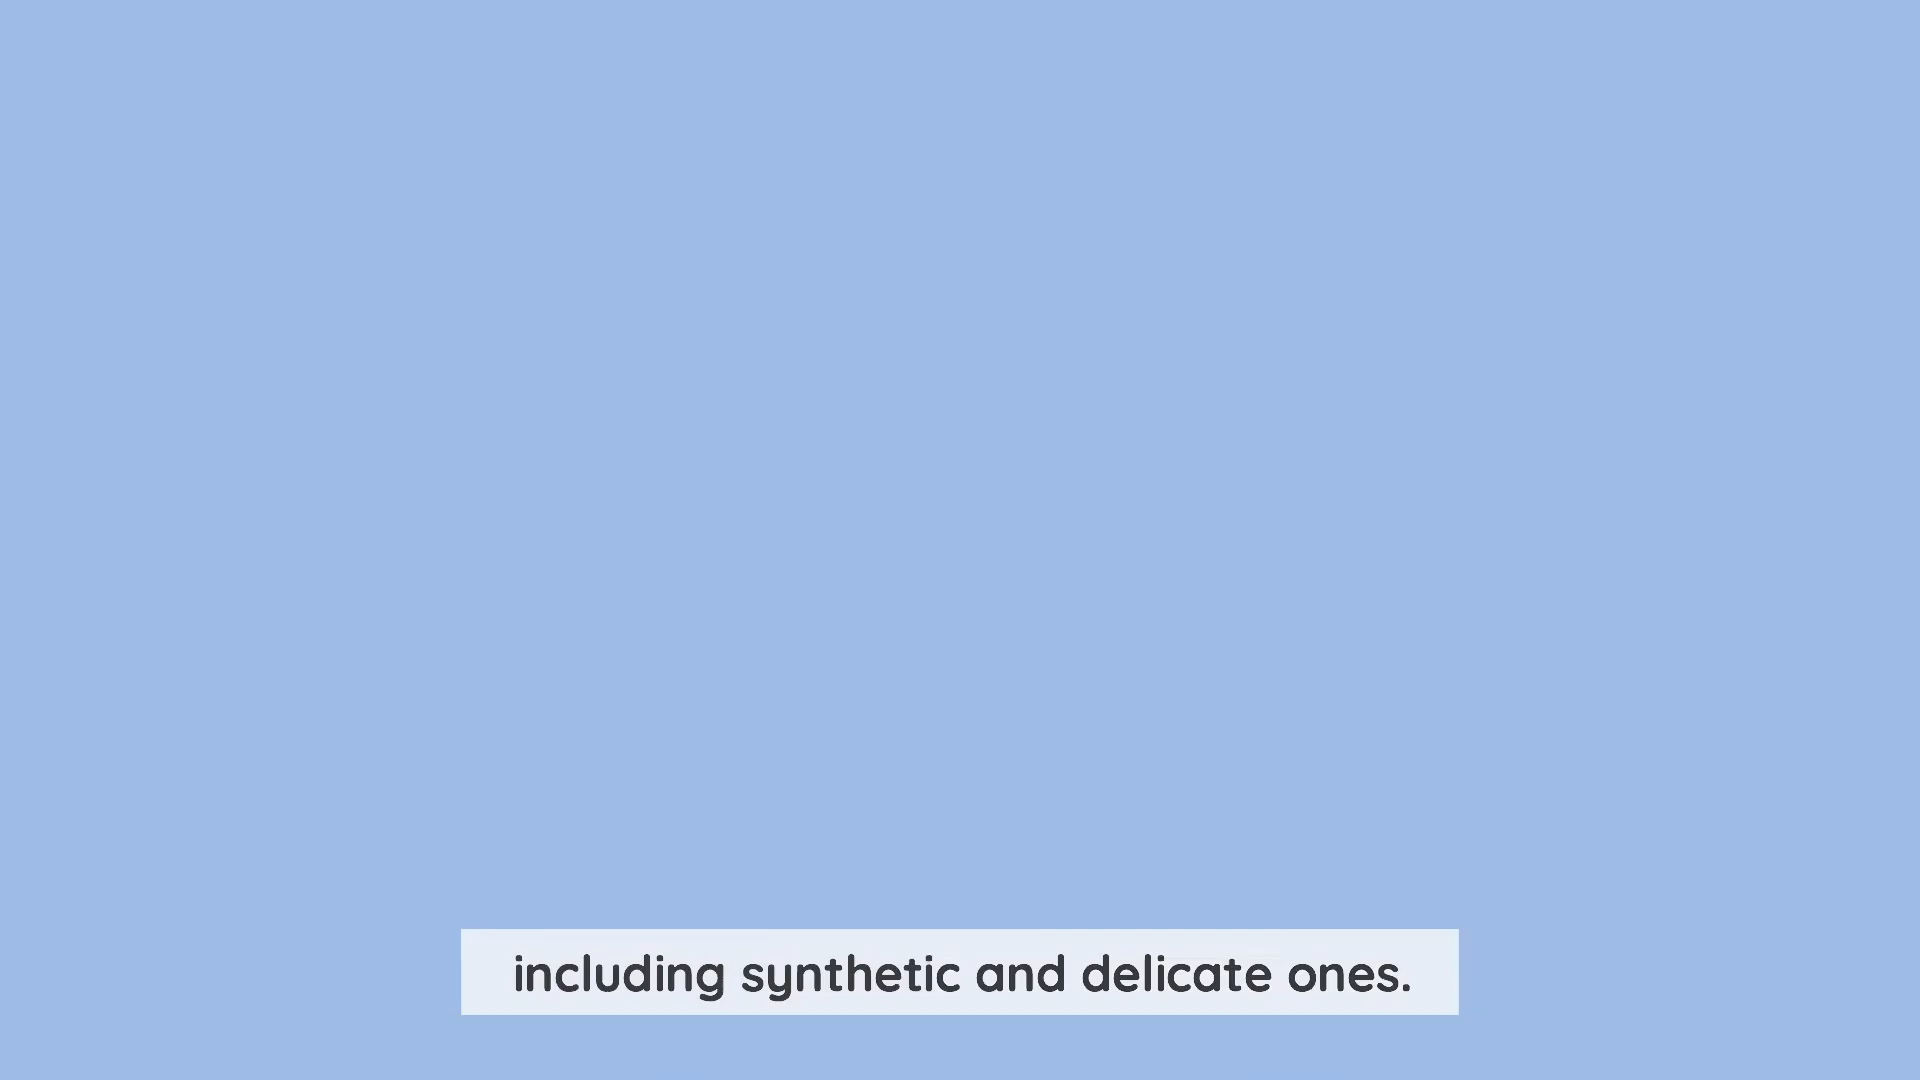 including synthetic and delicate ones.